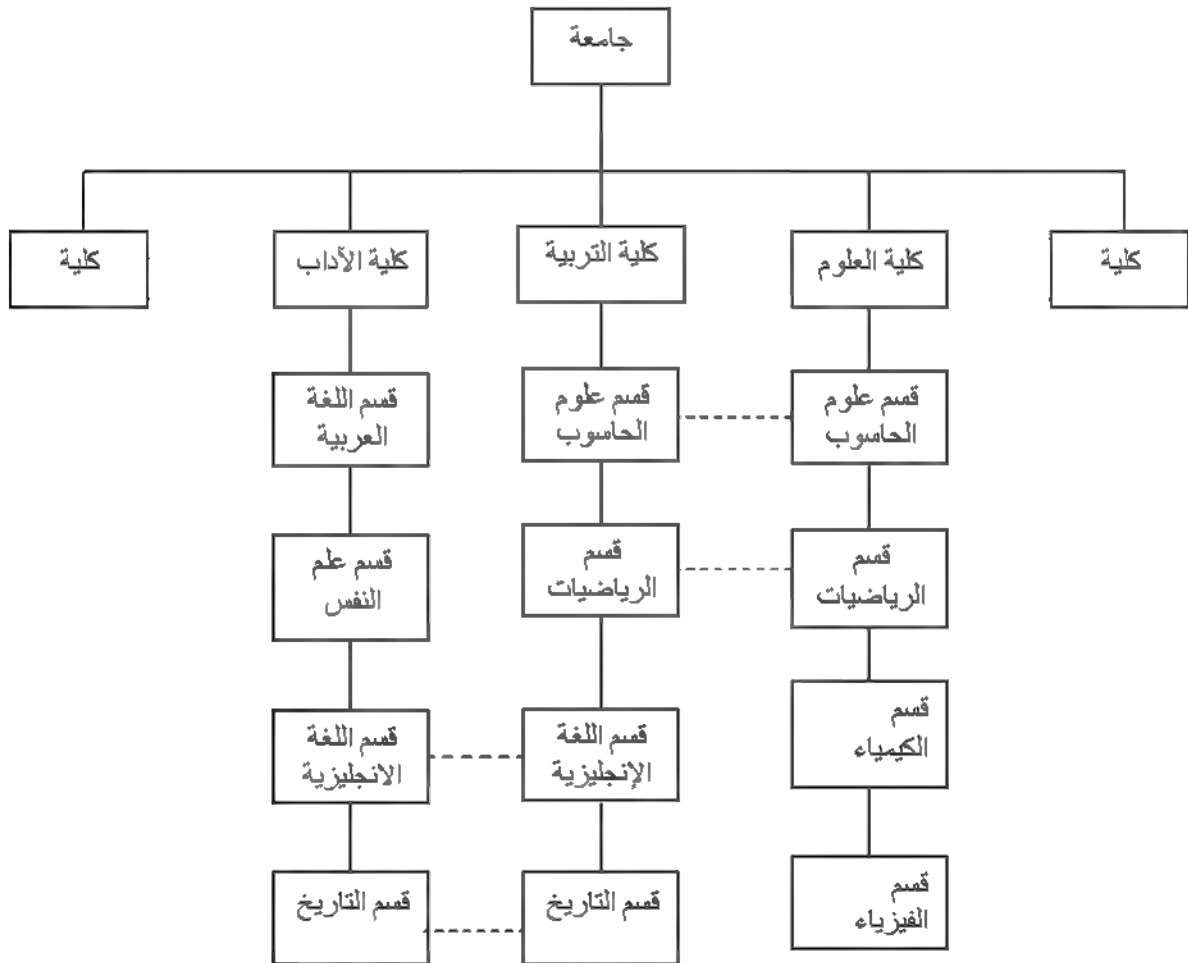 جامعة
كلية
كلية العلوم
كلية التربية
كلية الآداب
كلية
قسم علوم
الحاسوب
قسم علوم
الحاسوب
قسم اللغة
العربية
قسم
الرياضيات
قسم
الرياضيات
قسم علم
النفس
قسم
الكيمياء
قسم اللغة
الإنجليزية
قسم اللغة
الانجليزية
قسم
الفيزياء
قسم التاريخ
قسم التاريخ